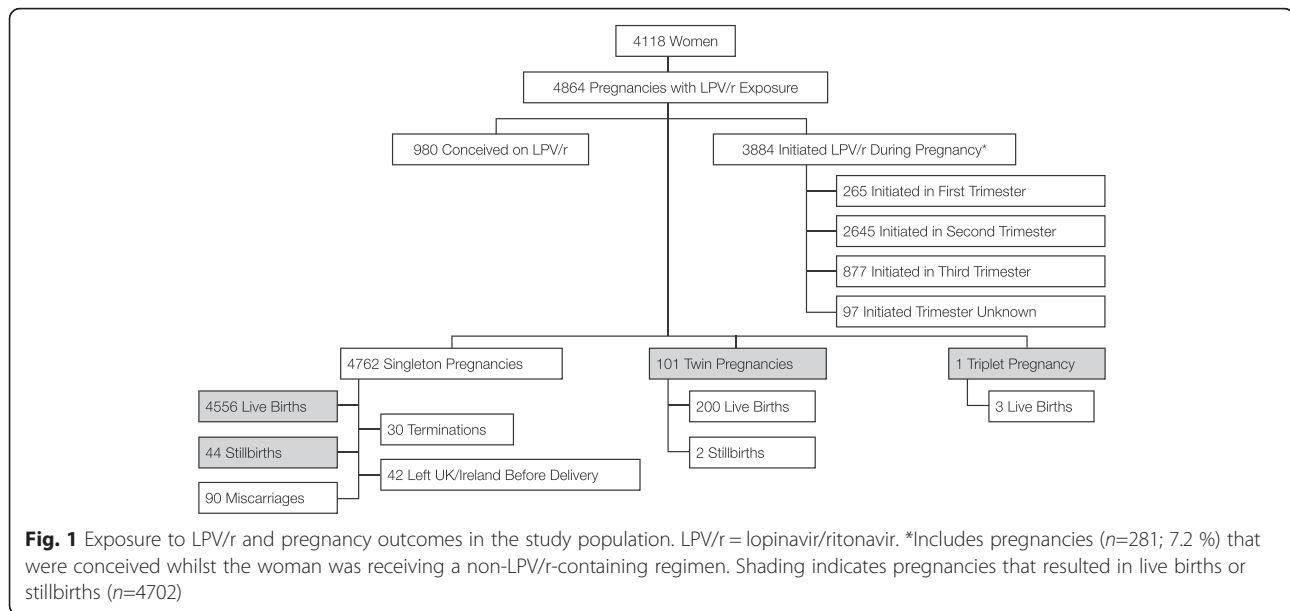 4118 Women
4864 Pregnancies with LPV/r Exposure
980 Conceived on LPV/r
3884 Initiated LPV/r During Pregnancy*
265 Initiated in First Trimester
2645 Initiated in Second Trimester
877 Initiated in Third Trimester
97 Initiated Trimester Unknown
4762 Singleton Pregnancies
101 Twin Pregnancies
1 Triplet Pregnancy
4556 Live Births
200 Live Births
3 Live Births
30 Terminations
44 Stillbirths
2 Stillbirths
42 Left UK/Ireland Before Delivery
90 Miscarriages
Fig. 1 Exposure to LPV/r and pregnancy outcomes in the study population. LPV/r = lopinavir/ritonavir. *Includes pregnancies (n=281; 7.2 %) that
were conceived whilst the woman was receiving a non-LPV/r-containing regimen. Shading indicates pregnancies that resulted in live births or
stillbirths (n=4702)